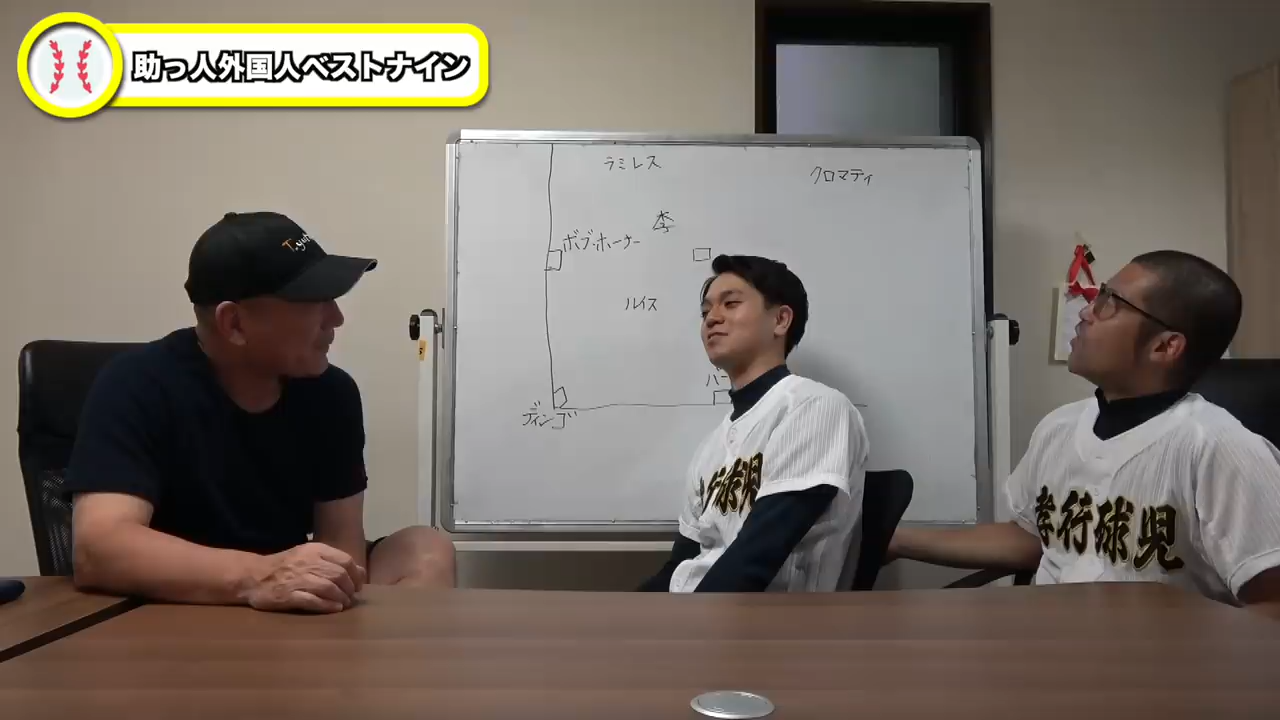 助っ人外国人ベストナイン
ラミレス
クロマティ
李
ボブ・ホーナー
ルイス
バー
ディンゴ
行球児
孝行球児